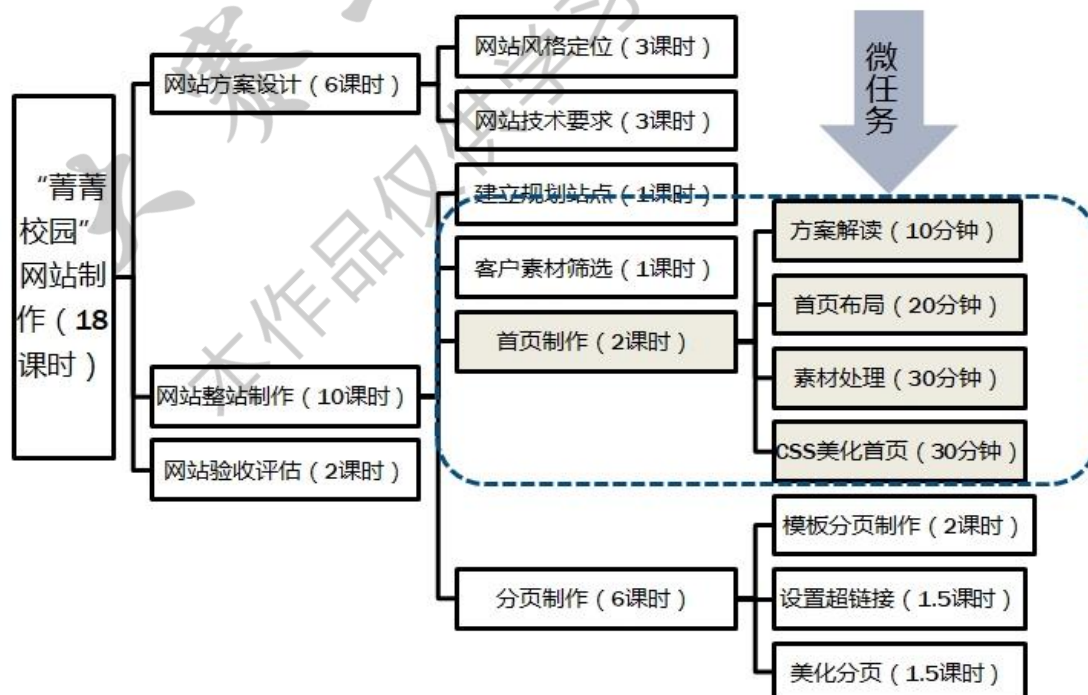 微任务
“菁菁
校园”
网站制
作（18
课时）
网站方案设计（6课时）
网站风格定位（3课时）
网站技术要求（3课时）
网站整站制作（10课时）
建立规划站点（1课时）
客户素材筛选（1课时）
首页制作（2课时）
方案解读（10分钟）
首页布局（20分钟）
素材处理（30分钟）
CSS美化首页（30分钟）
分页制作（6课时）
模板分页制作（2课时）
设置超链接（1.5课时）
美化分页（1.5课时）
网站验收评估（2课时）
本作品仅供学习